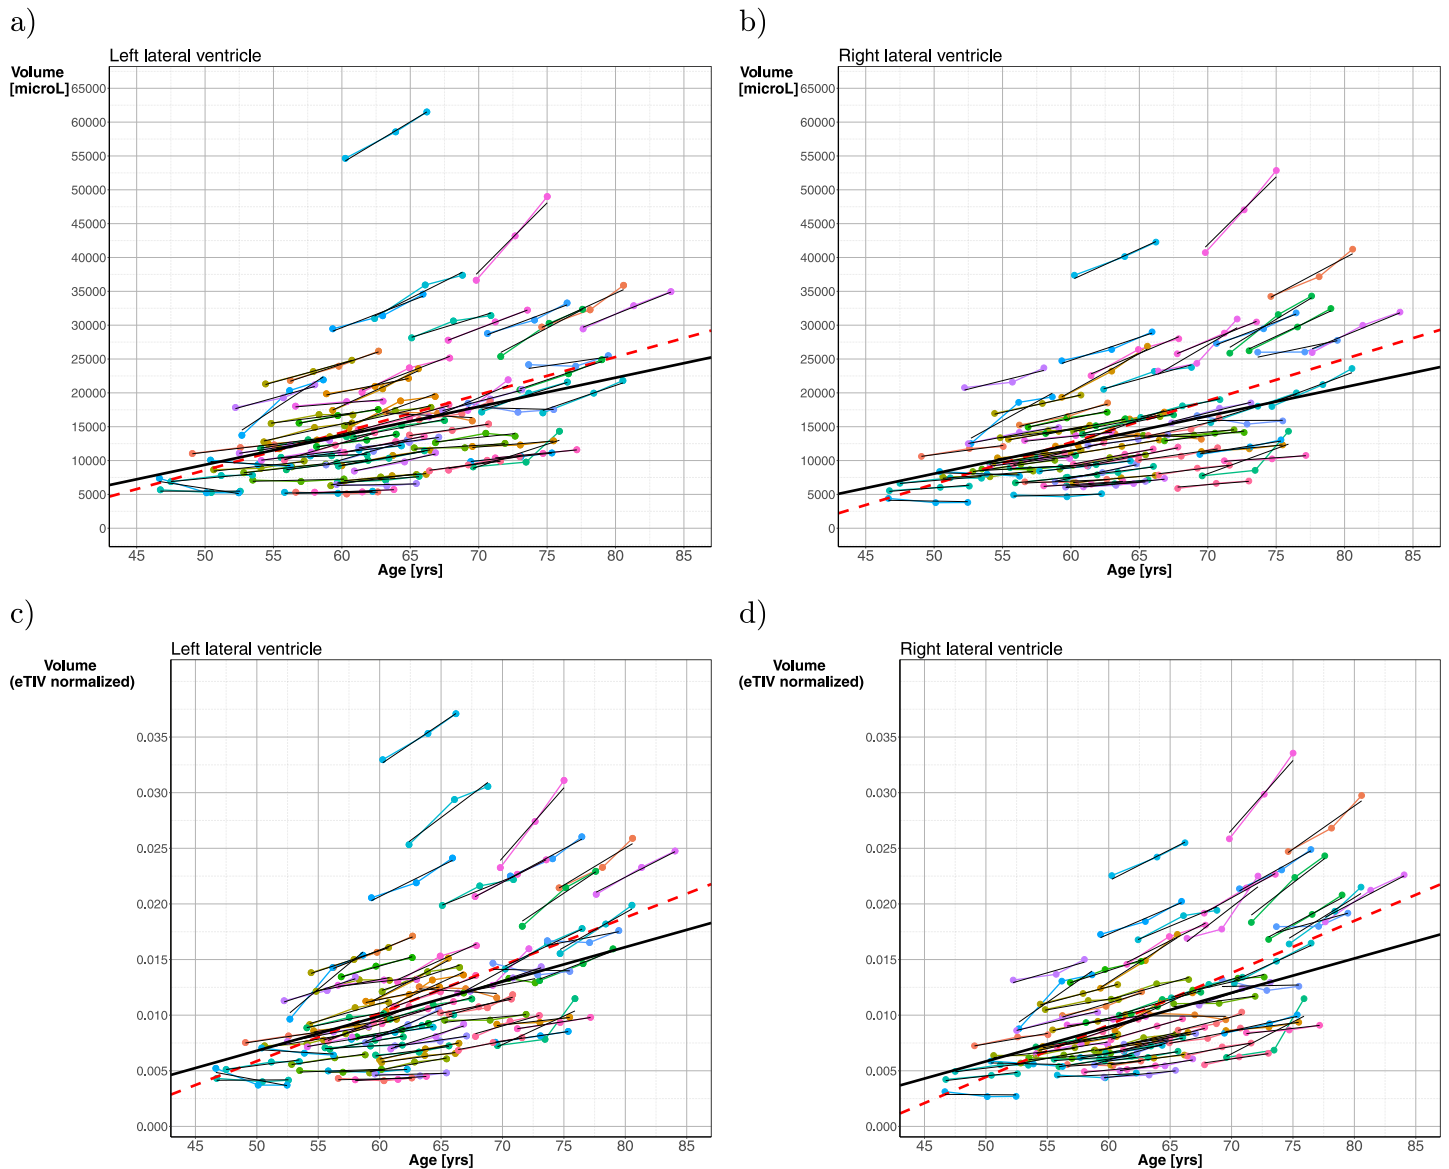 a)
Left lateral ventricle
Volume
[microL]
65000
60000
55000
50000
45000
40000
35000
30000
25000
20000
15000
10000
5000
0
45 50 55 60 65 70 75 80 85
Age [yrs]
b)
Right lateral ventricle
Volume
[microL]
65000
60000
55000
50000
45000
40000
35000
30000
25000
20000
15000
10000
5000
0
45 50 55 60 65 70 75 80 85
Age [yrs]
c)
Left lateral ventricle
Volume
(eTIV normalized)
0.035
0.030
0.025
0.020
0.015
0.010
0.005
0.000
45 50 55 60 65 70 75 80 85
Age [yrs]
d)
Right lateral ventricle
Volume
(eTIV normalized)
0.035
0.030
0.025
0.020
0.015
0.010
0.005
0.000
45 50 55 60 65 70 75 80 85
Age [yrs]